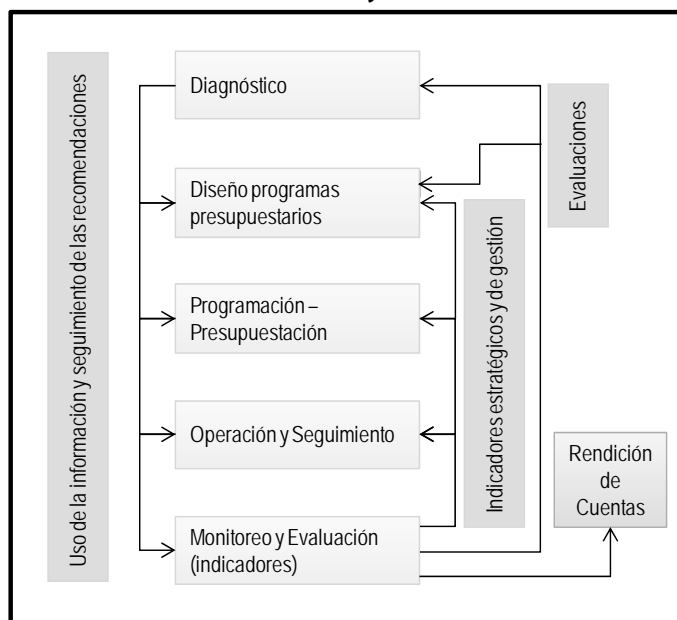 Uso de la información y seguimiento de las recomendaciones
Diagnóstico
Diseño programas
presupuestarios
Programación –
Presupuestación
Operación y Seguimiento
Monitoreo y Evaluación
(indicadores)
Indicadores estratégicos y de gestión
Evaluaciones
Rendición
de
Cuentas